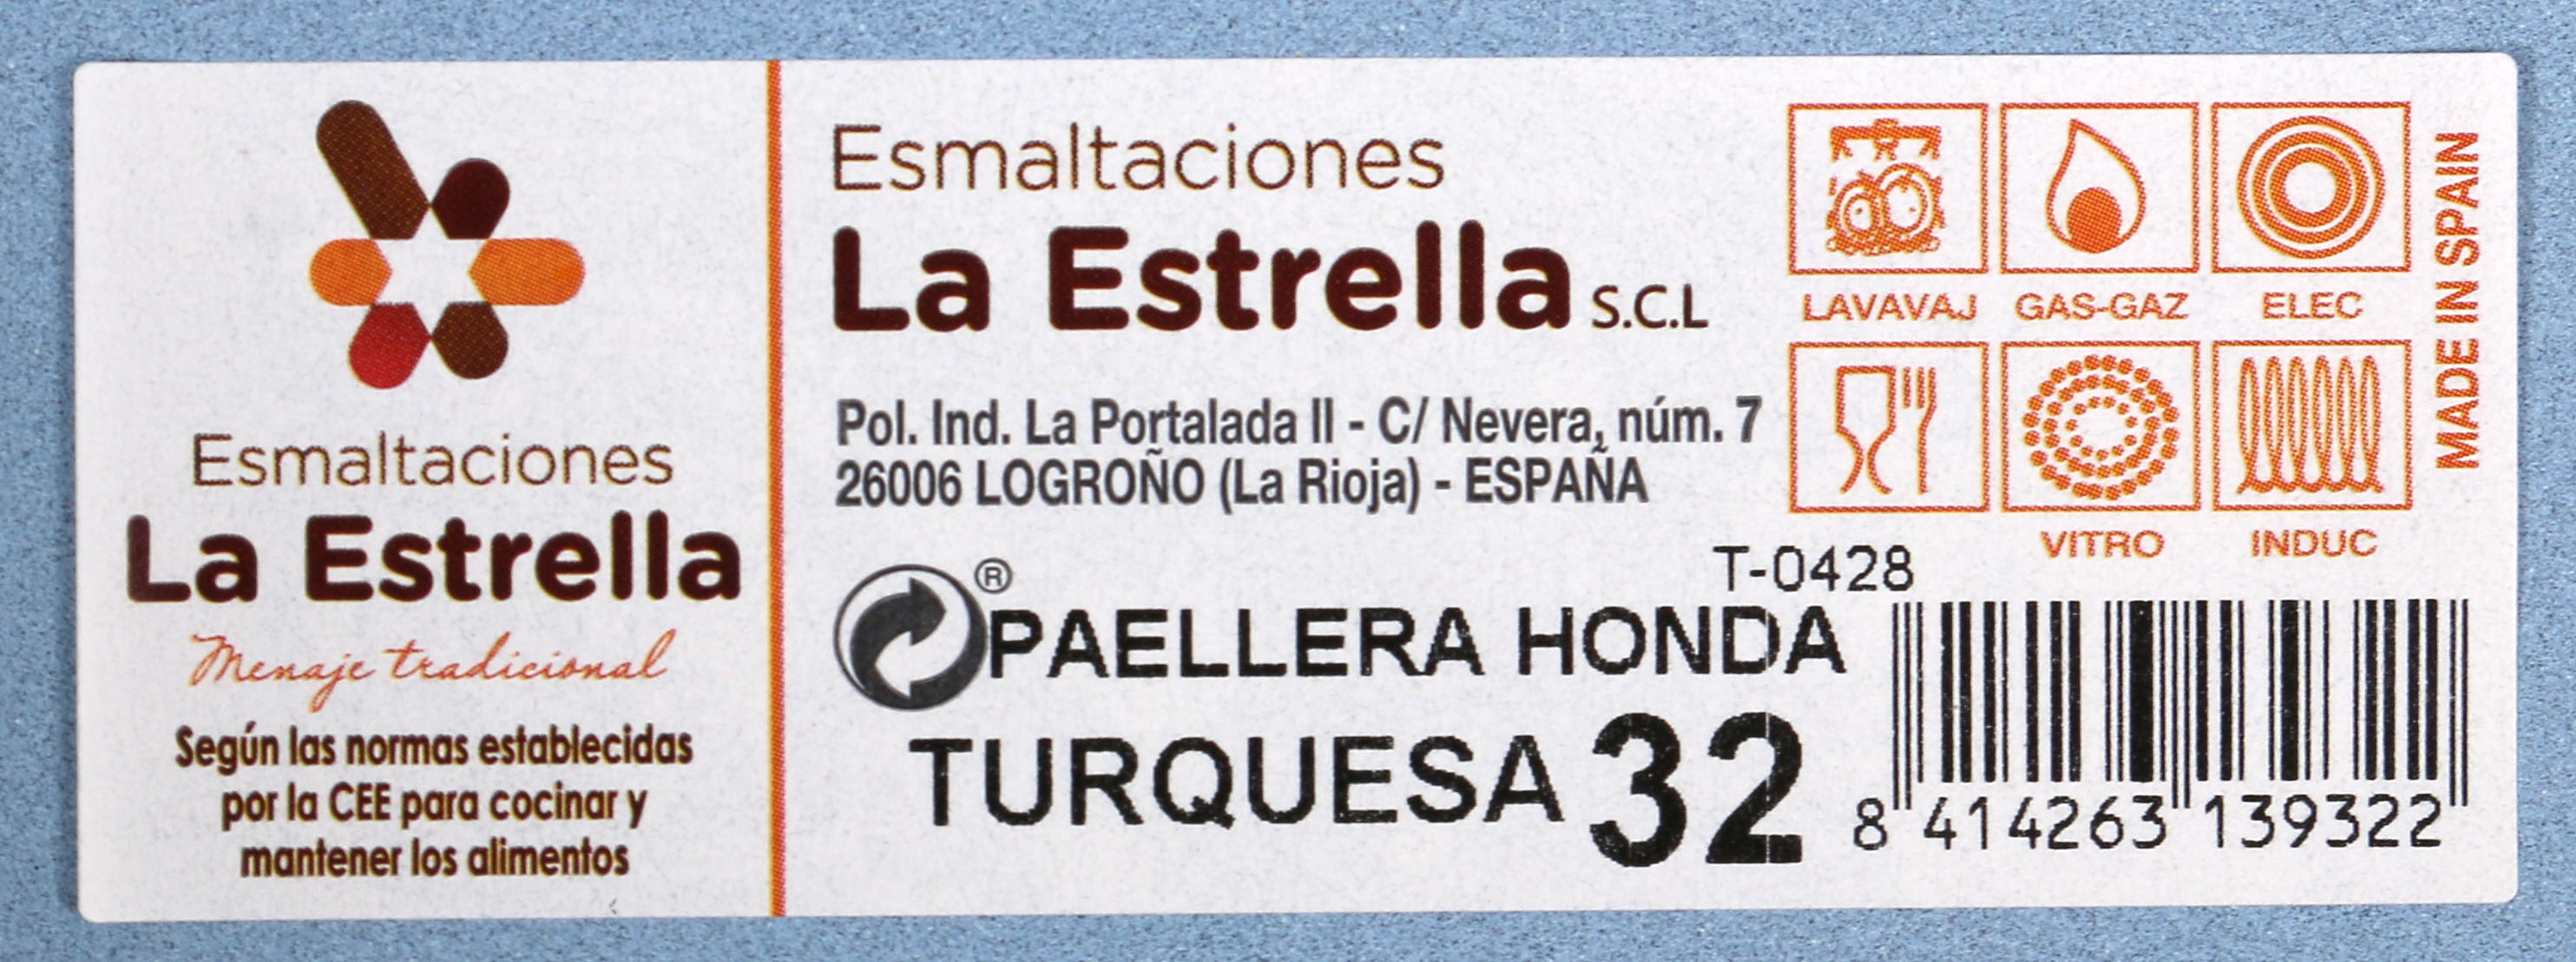 Esmaltaciones
La Estrella
Menaje tradicional
Según las normas establecidas
por la CEE para cocinar y
mantener los alimentos
Esmaltaciones
La Estrella S.C.L
Pol. Ind. La Portalada II - C/ Nevera, núm. 7
26006 LOGROÑO (La Rioja) - ESPAÑA
LAVAVAJ GAS-GAZ ELEC
VITRO INDUC
MADE IN SPAIN
T-0428
®
PAELLERA HONDA
TURQUESA 32
8 414263 139322